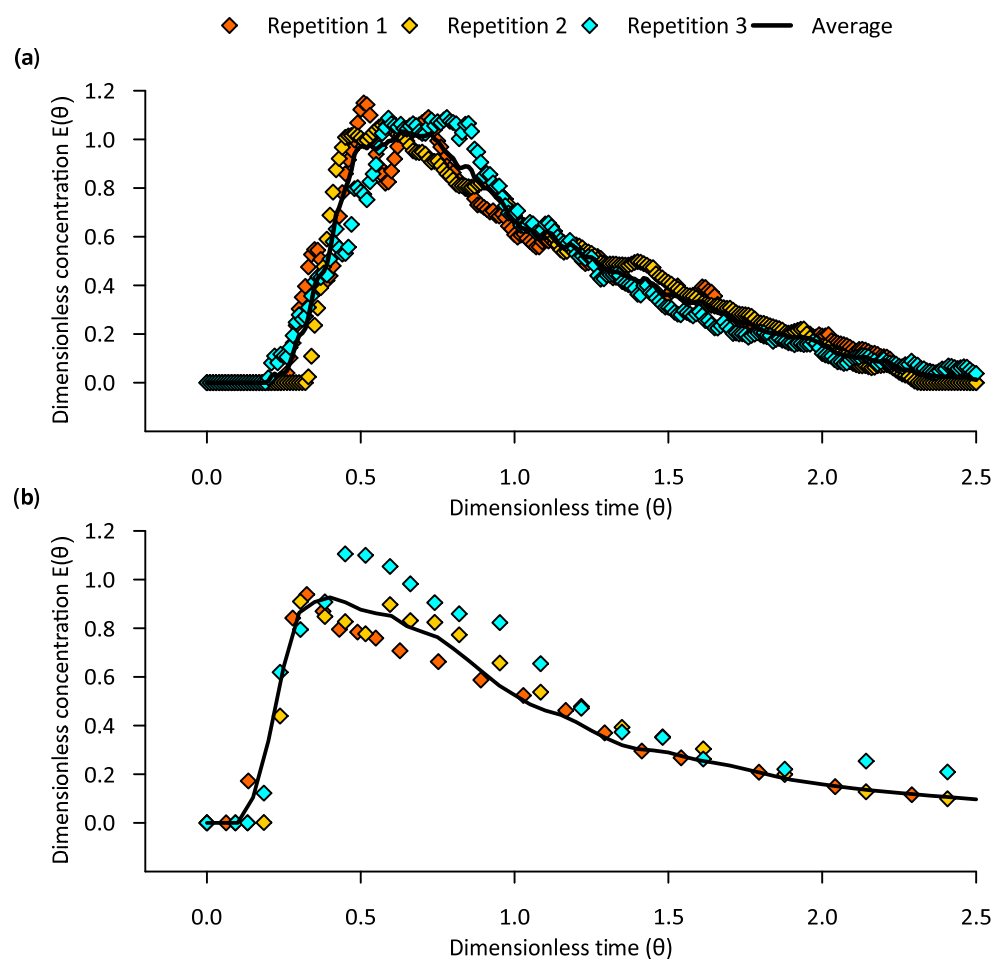 Repetition 1 Repetition 2 Repetition 3 Average
(a)
Dimensionless concentration E(θ)
1.2
1.0
0.8
0.6
0.4
0.2
0.0
0.0 0.5 1.0 1.5 2.0 2.5
Dimensionless time (θ)
(b)
Dimensionless concentration E(θ)
1.2
1.0
0.8
0.6
0.4
0.2
0.0
0.0 0.5 1.0 1.5 2.0 2.5
Dimensionless time (θ)